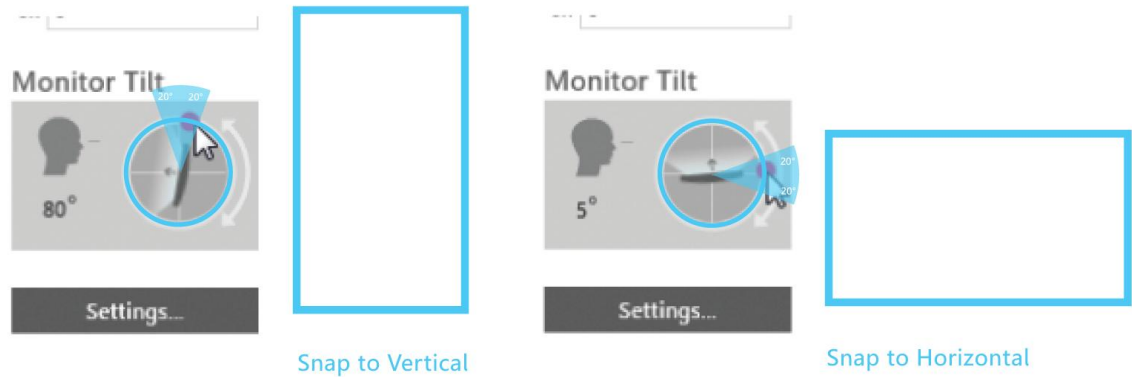 Monitor Tilt
20° 20°
80°
Settings...
Snap to Vertical
Monitor Tilt
20°
20°
5°
Settings...
Snap to Horizontal